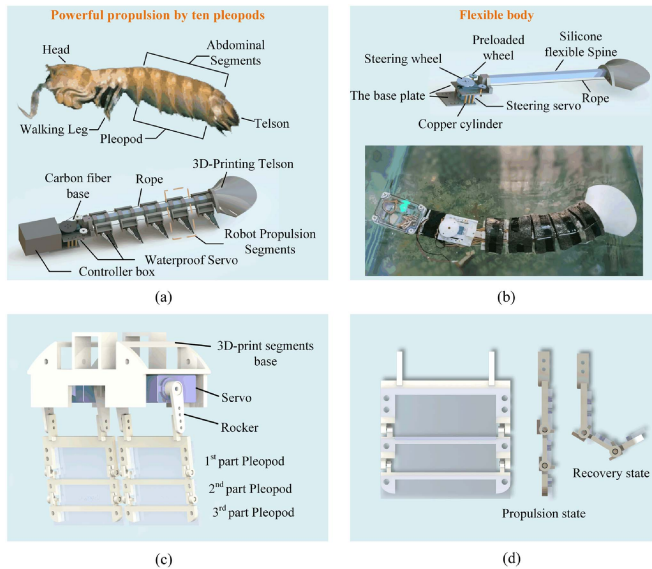 Powerful propulsion by ten pleopods
Head
Abdominal
Segments
Walking Leg
Pleopod
Telson
Carbon fiber
base
Rope
3D-Printing Telson
Robot Propulsion
Segments
Waterproof Servo
Controller box
(a)
Flexible body
Steering wheel
Preloaded
wheel
Silicone
flexible Spine
The base plate
Rope
Steering servo
Copper cylinder
(b)
3D-print segments
base
Servo
Rocker
1st part Pleopod
2nd part Pleopod
3rd part Pleopod
(c)
Recovery state
Propulsion state
(d)